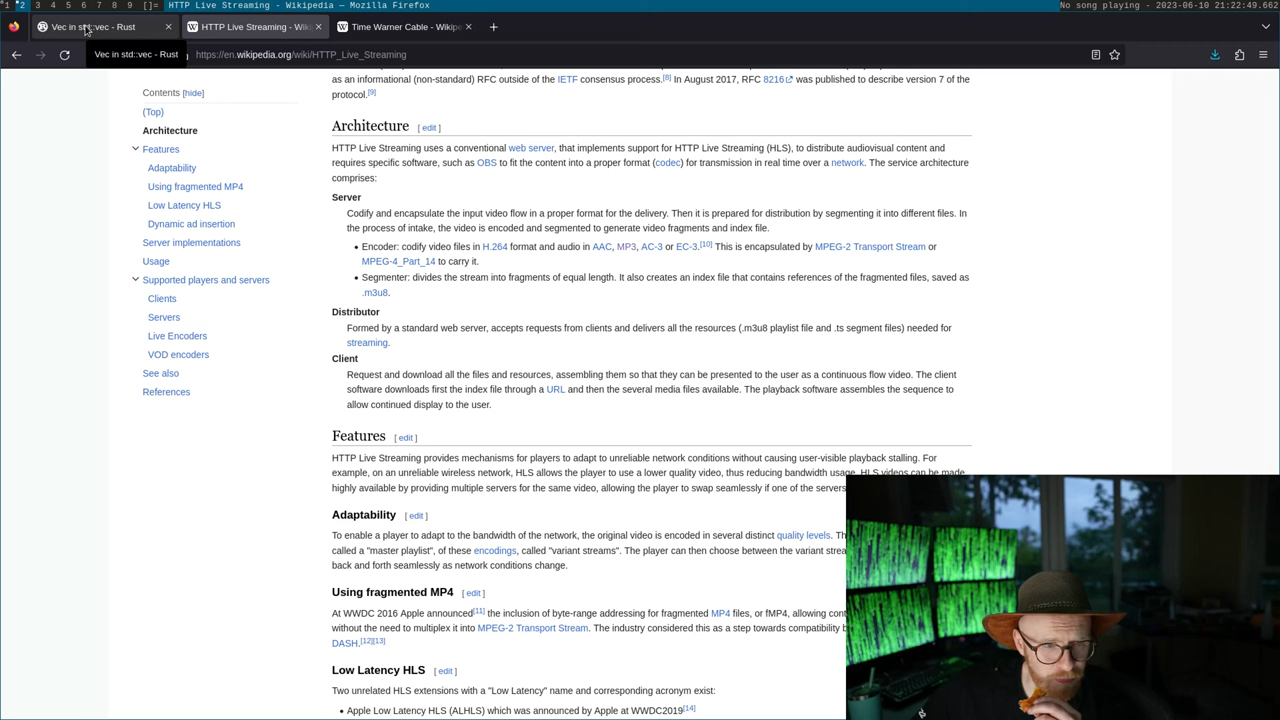 1 2 3 4 5 6 7 8 9 []= HTTP Live Streaming - Wikipedia — Mozilla Firefox
No song playing - 2023-06-10 21:22:49.662
Vec in std::vec - Rust
HTTP Live Streaming - Wiki
Time Warner Cable - Wikipe
Vec in std::vec - Rust
https://en.wikipedia.org/wiki/HTTP_Live_Streaming
Contents [hide]
(Top)
Architecture
Features
Adaptability
Using fragmented MP4
Low Latency HLS
Dynamic ad insertion
Server implementations
Usage
Supported players and servers
Clients
Servers
Live Encoders
VOD encoders
See also
References
as an informational (non-standard) RFC outside of the IETF consensus process.[8] In August 2017, RFC 8216 was published to describe version 7 of the
protocol.[9]
Architecture [ edit ]
HTTP Live Streaming uses a conventional web server, that implements support for HTTP Live Streaming (HLS), to distribute audiovisual content and
requires specific software, such as OBS to fit the content into a proper format (codec) for transmission in real time over a network. The service architecture
comprises:
Server
Codify and encapsulate the input video flow in a proper format for the delivery. Then it is prepared for distribution by segmenting it into different files. In
the process of intake, the video is encoded and segmented to generate video fragments and index file.
• Encoder: codify video files in H.264 format and audio in AAC, MP3, AC-3 or EC-3.[10] This is encapsulated by MPEG-2 Transport Stream or
MPEG-4_Part_14 to carry it.
• Segmenter: divides the stream into fragments of equal length. It also creates an index file that contains references of the fragmented files, saved as
.m3u8.
Distributor
Formed by a standard web server, accepts requests from clients and delivers all the resources (.m3u8 playlist file and .ts segment files) needed for
streaming.
Client
Request and download all the files and resources, assembling them so that they can be presented to the user as a continuous flow video. The client
software downloads first the index file through a URL and then the several media files available. The playback software assembles the sequence to
allow continued display to the user.
Features [ edit ]
HTTP Live Streaming provides mechanisms for players to adapt to unreliable network conditions without causing user-visible playback stalling. For
example, on an unreliable wireless network, HLS allows the player to use a lower quality video, thus reducing bandwidth usage. HLS videos can be made
highly available by providing multiple servers for the same video, allowing the player to swap seamlessly if one of the servers
Adaptability [ edit ]
To enable a player to adapt to the bandwidth of the network, the original video is encoded in several distinct quality levels. Th
called a "master playlist", of these encodings, called "variant streams". The player can then choose between the variant strea
back and forth seamlessly as network conditions change.
Using fragmented MP4 [ edit ]
At WWDC 2016 Apple announced[11] the inclusion of byte-range addressing for fragmented MP4 files, or fMP4, allowing cont
without the need to multiplex it into MPEG-2 Transport Stream. The industry considered this as a step towards compatibility b
DASH.[12][13]
Low Latency HLS [ edit ]
Two unrelated HLS extensions with a "Low Latency" name and corresponding acronym exist:
• Apple Low Latency HLS (ALHLS) which was announced by Apple at WWDC2019[14]